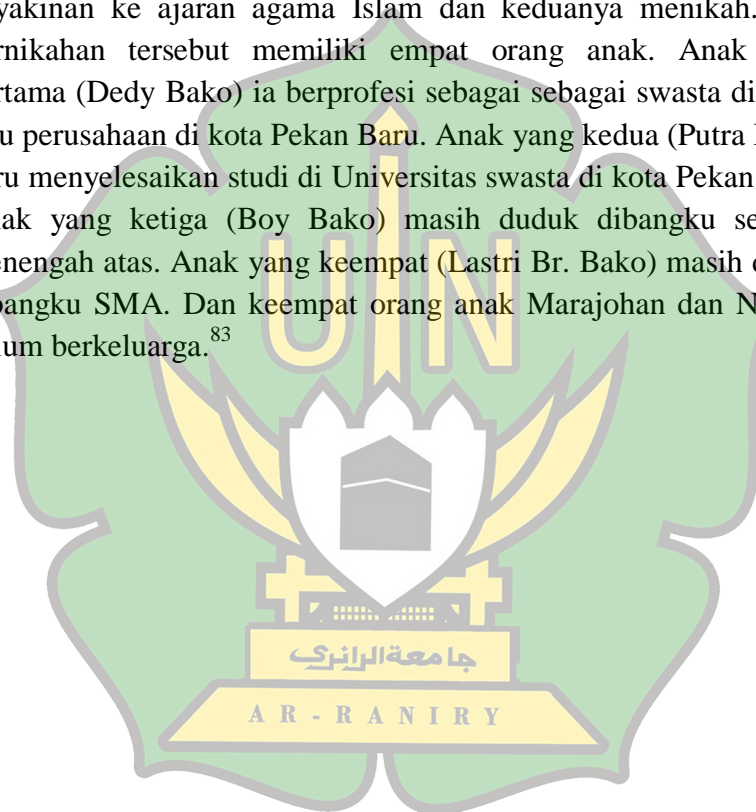 yakinan ke ajaran agama Islam dan keduanya menikah.
rnikahan tersebut memiliki empat orang anak. Anak
rtama (Dedy Bako) ia berprofesi sebagai sebagai swasta di
u perusahaan di kota Pekan Baru. Anak yang kedua (Putra
ru menyelesaikan studi di Universitas swasta di kota Pekan
ak yang ketiga (Boy Bako) masih duduk dibangku se
enengah atas. Anak yang keempat (Lastri Br. Bako) masih
bangku SMA. Dan keempat orang anak Marajohan dan N
lum berkeluarga.83
UIN
جامعة الرانري
AR-RANIRY